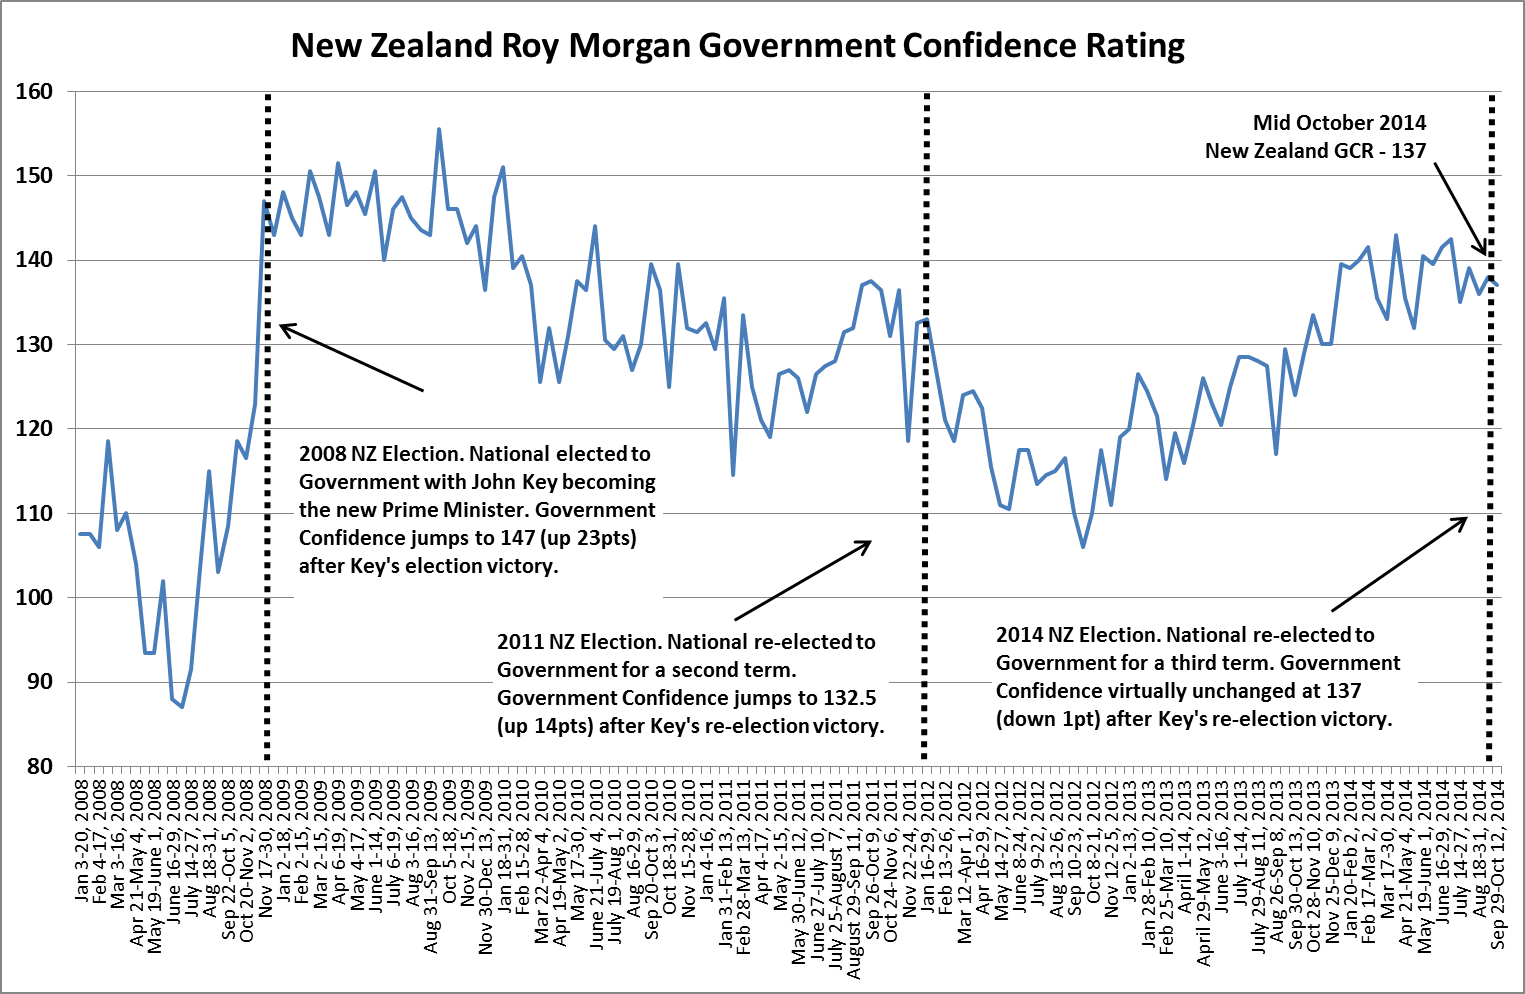 New Zealand Roy Morgan Government Confidence Rating
160
150
140
130
120
110
100
90
80
Mid October 2014
New Zealand GCR - 137
2008 NZ Election. National elected to
Government with John Key becoming
the new Prime Minister. Government
Confidence jumps to 147 (up 23pts)
after Key's election victory.
2011 NZ Election. National re-elected to
Government for a second term.
Government Confidence jumps to 132.5
(up 14pts) after Key's re-election victory.
2014 NZ Election. National re-elected to
Government for a third term. Government
Confidence virtually unchanged at 137
(down 1pt) after Key's re-election victory.
Jan 3-20, 2008
Feb 4-17, 2008
Mar 3-16, 2008
Apr 21-May 4, 2008
May 19-June 1, 2008
June 16-29, 2008
July 14-27, 2008
Aug 18-31, 2008
Sep 22-Oct 5, 2008
Oct 20-Nov 2, 2008
Nov 17-30, 2008
Jan 2-18, 2009
Feb 2-15, 2009
Mar 2-15, 2009
Apr 6-19, 2009
May 4-17, 2009
June 1-14, 2009
July 16-19, 2009
Aug 3-16, 2009
Aug 31-Sep 13, 2009
Oct 5-18, 2009
Nov 2-15, 2009
Nov 30-Dec 13, 2009
Jan 18-31, 2010
Feb 15-28, 2010
Mar 22-Apr 4, 2010
Apr 19-May 2, 2010
May 17-30, 2010
June 21-July 4, 2010
July 19-Aug 1, 2010
Aug 16-29, 2010
Sep 20-Oct 3, 2010
Oct 18-31, 2010
Nov 15-28, 2010
Jan 4-16, 2011
Jan 31-Feb 13, 2011
Feb 28-Mar 13, 2011
Apr 4-17, 2011
May 2-15, 2011
May 30-June 12, 2011
June 27-July 10, 2011
July 25-August 7, 2011
August 29-Sep 11, 2011
Sep 26-Oct 9, 2011
Oct 24-Nov 6, 2011
Nov 22-24, 2011
Jan 16-29, 2012
Feb 13-26, 2012
Mar 12-Apr 1, 2012
Apr 16-29, 2012
May 14-27, 2012
June 8-24, 2012
July 9-22, 2012
Aug 13-26, 2012
Sep 10-23, 2012
Oct 8-21, 2012
Nov 12-25, 2012
Jan 2-13, 2013
Jan 28-Feb 10, 2013
Feb 25-Mar 10, 2013
April 1-14, 2013
April 29-May 12, 2013
June 3-16, 2013
July 1-14, 2013
July 29-Aug 11, 2013
Aug 26-Sep 8, 2013
Sep 30-Oct 13, 2013
Oct 28-Nov 10, 2013
Nov 25-Dec 9, 2013
Jan 20-Feb 2, 2014
Feb 17-Mar 2, 2014
Mar 17-30, 2014
Apr 21-May 4, 2014
May 19-June 1, 2014
June 16-29, 2014
July 14-27, 2014
Aug 18-31, 2014
Sep 29-Oct 12, 2014